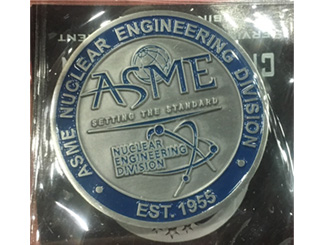 ASME NUCLEAR ENGINEERING DIVISION
ASME
SETTING THE STANDARD
NUCLEAR
ENGINEERING
DIVISION
EST. 1955